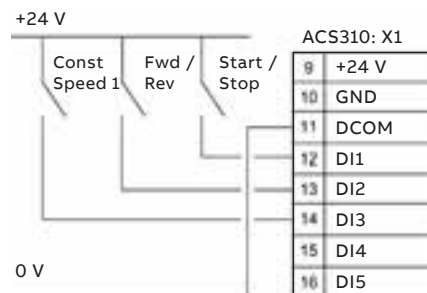 +24 V
ACS310: X1
Const Speed 1
Fwd / Rev
Start / Stop
9 +24 V
10 GND
11 DCOM
12 DI1
13 DI2
14 DI3
15 DI4
16 DI5
0 V